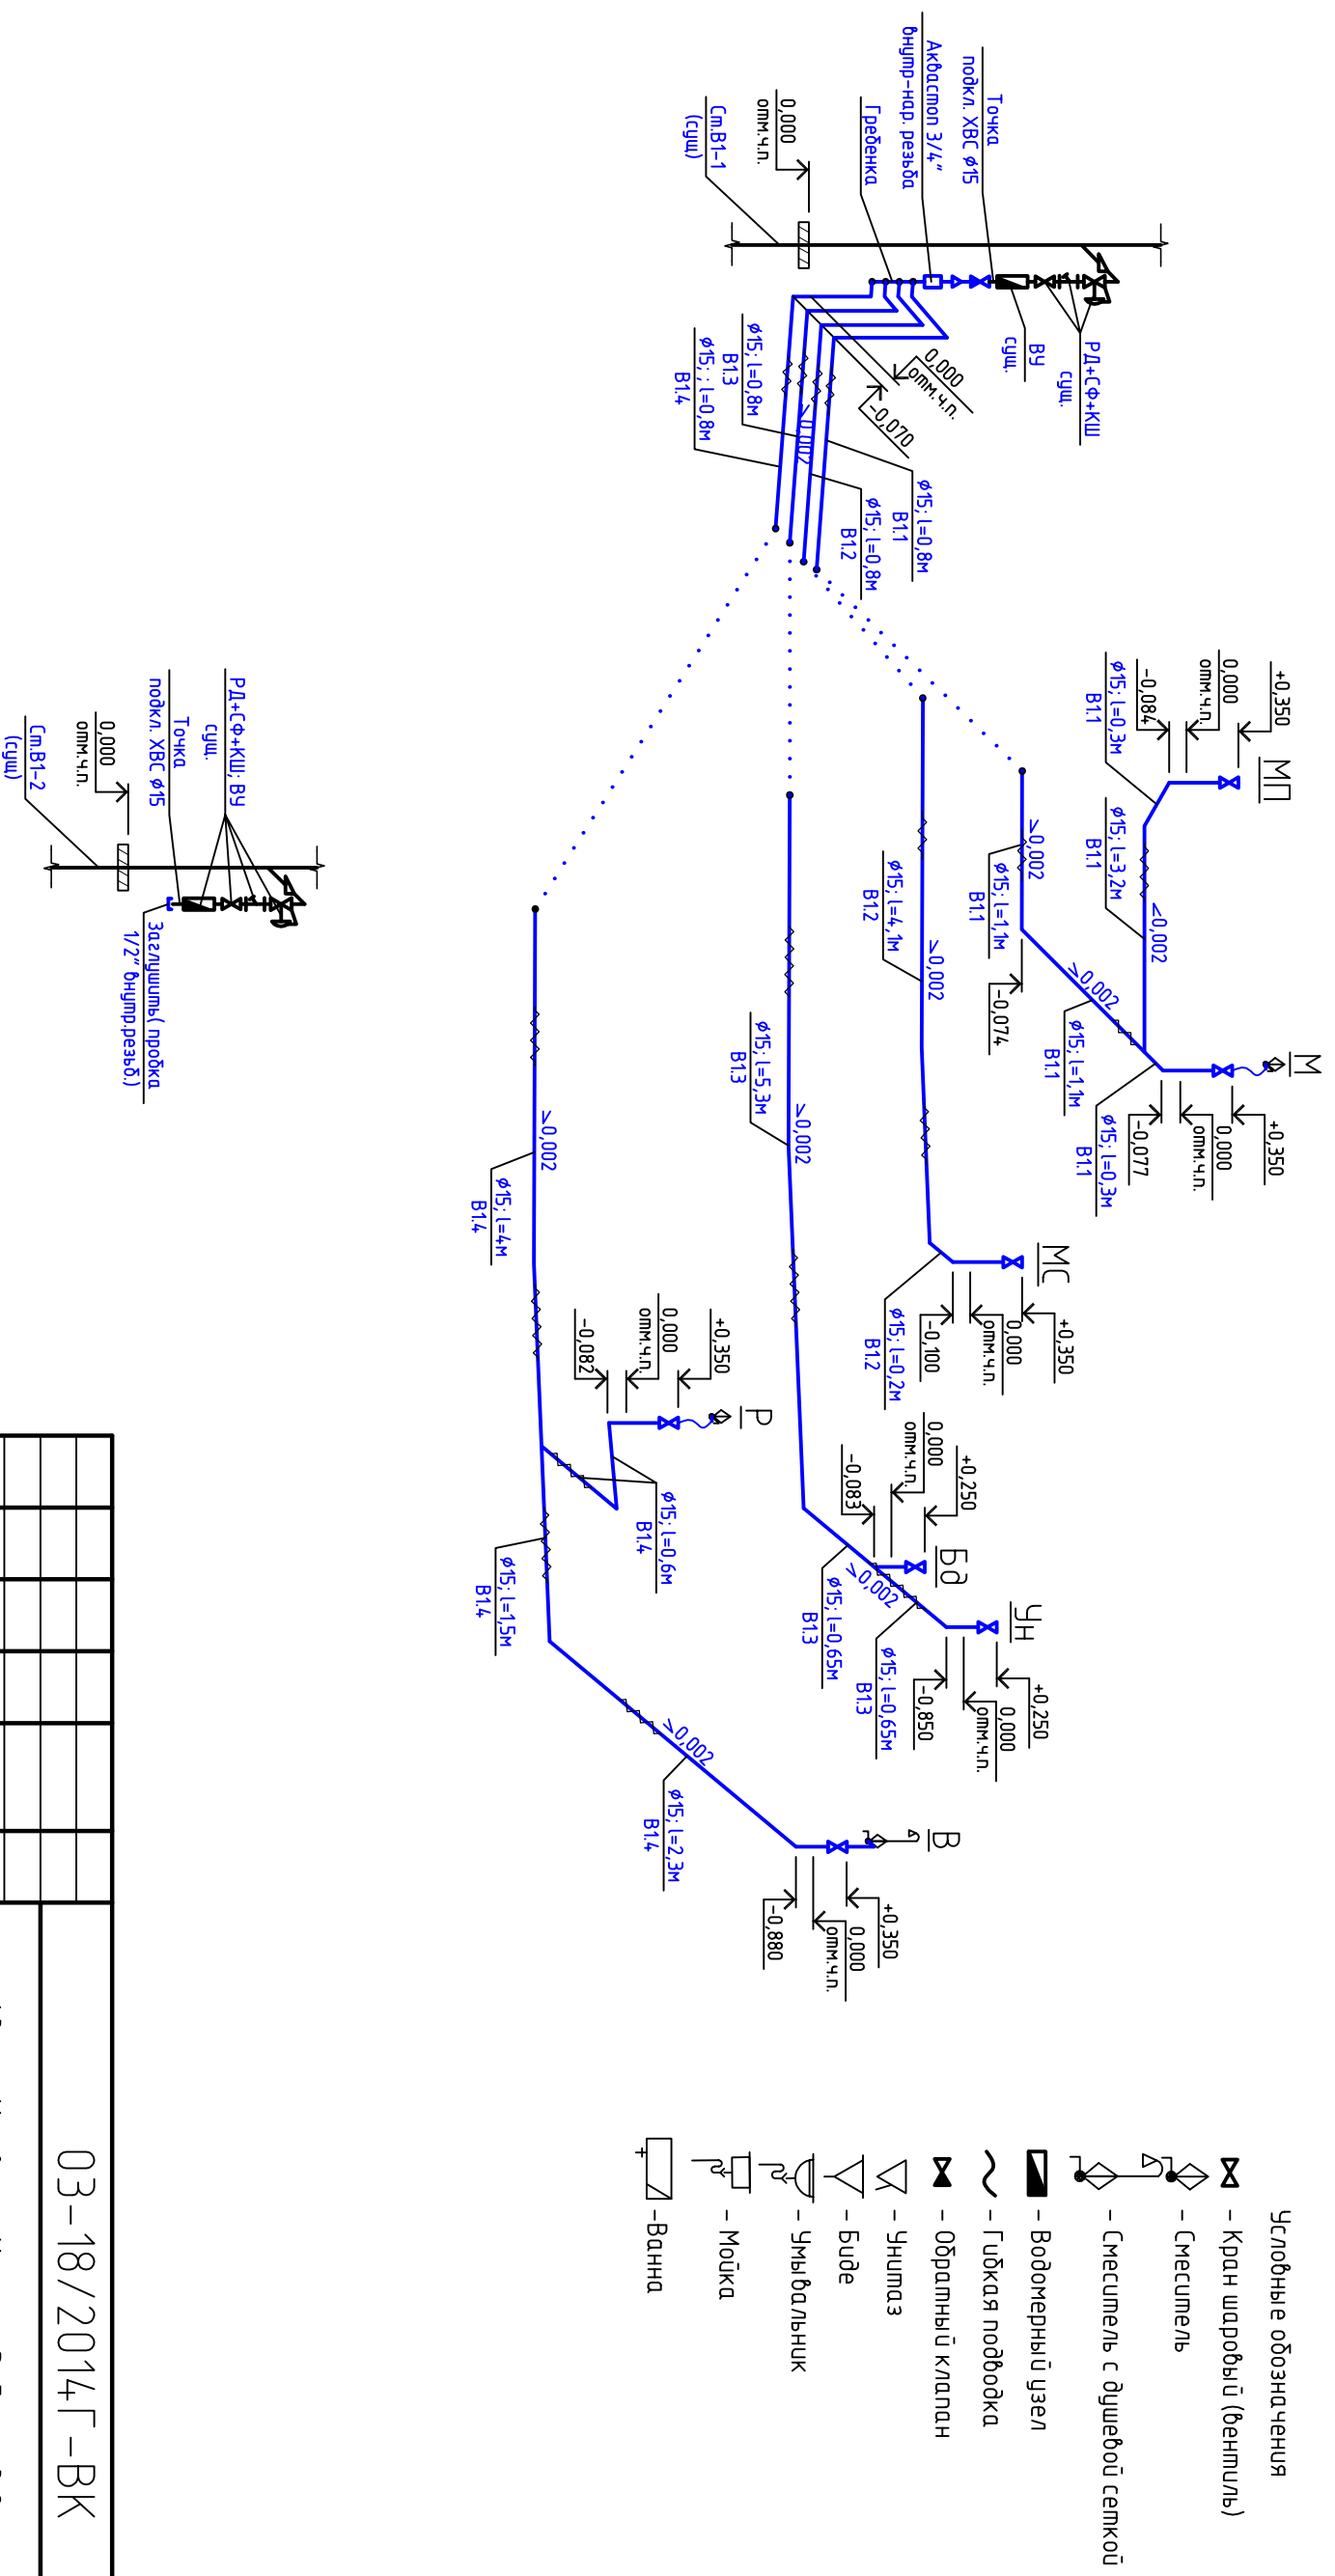 +0,350
0,000
отм.ч.п.
-0,084
МП
ø15; l=0,3м
В1.1
ø15; l=3,2м
В1.1
<0,002
М
+0,350
0,000
отм.ч.п.
-0,077
ø15; l=0,3м
В1.1
ø15; l=1,1м
В1.1
≥0,002
-0,074
≥0,002
ø15; l=1,1м
В1.1
МС
+0,350
0,000
отм.ч.п.
-0,100
ø15; l=0,2м
В1.2
≥0,002
ø15; l=4,1м
В1.2
РД+СФ+КШ
сущ.
ВУ
сущ.
Точка
подкл. ХВС ø15
Аквастоп 3/4"
внутр-нар. резьба
Гребенка
0,000
отм.ч.п.
Ст.В1-1
(сущ)
0,000
отм.ч.п.
-0,070
ø15; l=0,8м
В1.1
ø15; l=0,8м
В1.2
≥0,002
ø15; l=0,8м
В1.3
ø15; ; l=0,8м
В1.4
Бд
+0,250
0,000
отм.ч.п.
-0,083
Ун
+0,250
0,000
отм.ч.п.
-0,850
≥0,002
ø15; l=0,65м
В1.3
ø15; l=0,65м
В1.3
≥0,002
ø15; l=5,3м
В1.3
Р
+0,350
0,000
отм.ч.п.
-0,082
ø15; l=0,6м
В1.4
В
+0,350
0,000
отм.ч.п.
-0,880
≥0,002
ø15; l=2,3м
В1.4
≥0,002
ø15; l=4м
В1.4
ø15; l=1,5м
В1.4
РД+СФ+КШ; ВУ
сущ.
Точка
подкл. ХВС ø15
0,000
отм.ч.п.
Ст.В1-2
(сущ)
Заглушить( пробка
1/2" внутр.резьб.)
Условные обозначения
- Кран шаровый (вентиль)
- Смеситель
- Смеситель с душевой сеткой
- Водомерный узел
- Гибкая подводка
- Обратный клапан
- Унитаз
- Биде
- Умывальник
- Мойка
-Ванна
03-18/2014Г-ВК